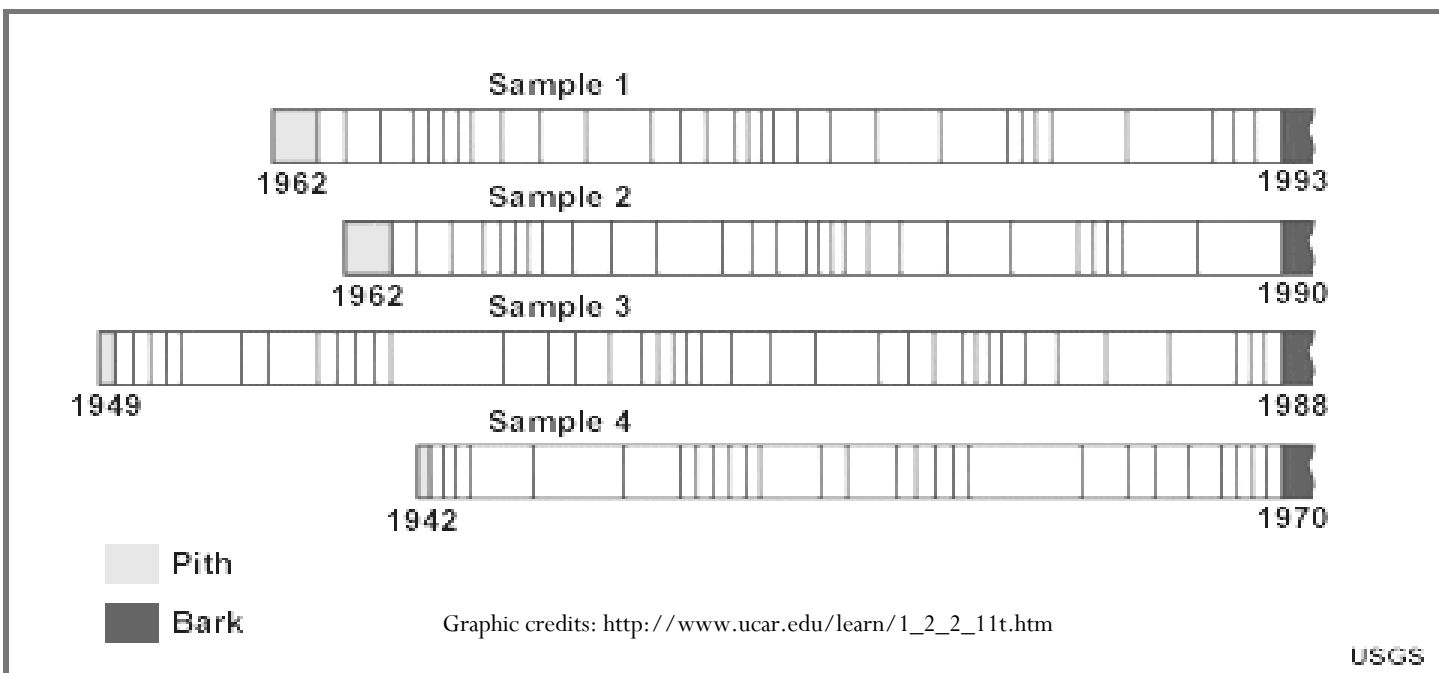 Sample 1
1962
1993
Sample 2
1962
1990
Sample 3
1949
1988
Sample 4
1942
1970
Pith
Bark
Graphic credits: http://www.ucar.edu/learn/1_2_2_11t.htm
USGS